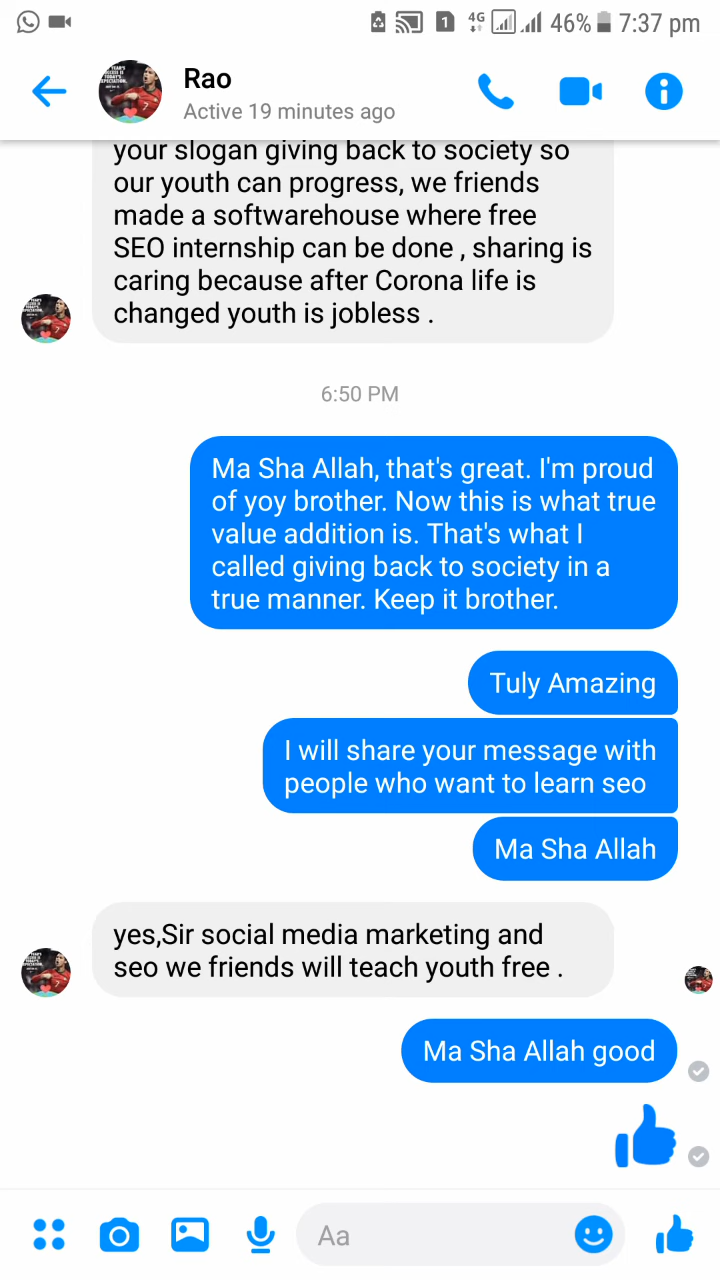 46% 7:37 pm
4G
1
Rao
Active 19 minutes ago
your slogan giving back to society so
our youth can progress, we friends
made a softwarehouse where free
SEO internship can be done , sharing is
caring because after Corona life is
changed youth is jobless .
6:50 PM
Ma Sha Allah, that's great. I'm proud
of yoy brother. Now this is what true
value addition is. That's what I
called giving back to society in a
true manner. Keep it brother.
Tuly Amazing
I will share your message with
people who want to learn seo
Ma Sha Allah
yes,Sir social media marketing and
seo we friends will teach youth free .
Ma Sha Allah good
Aa